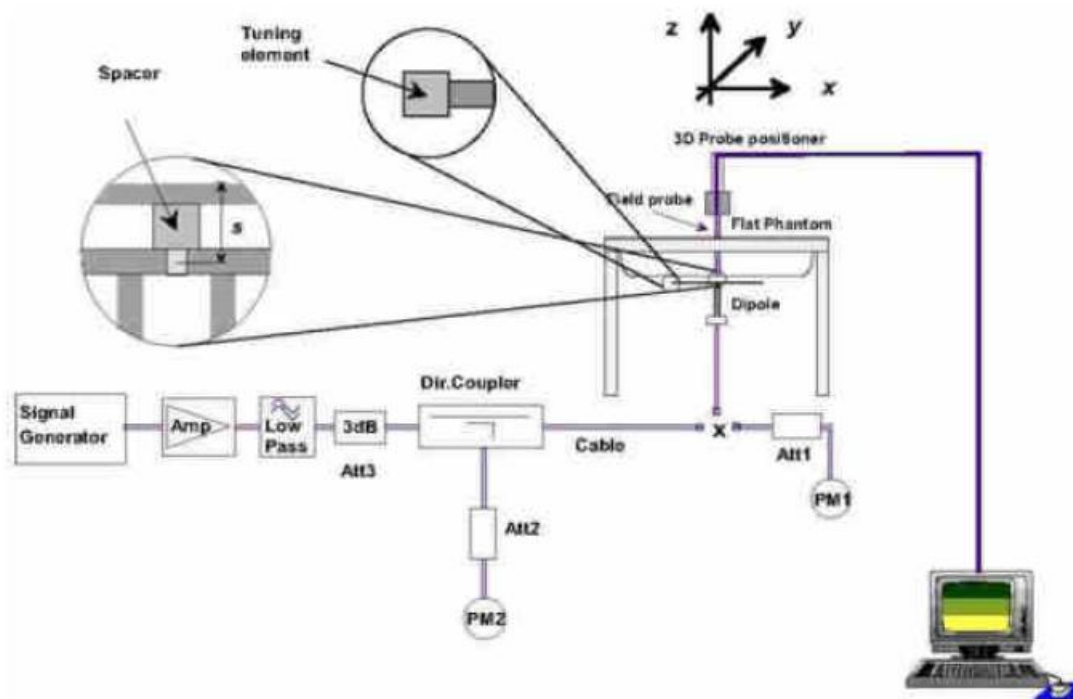 Tuning
element
Spacer
z
y
x
3D Probe positioner
Field probe
Flat Phantom
s
Dipole
Dir.Coupler
Signal
Generator
Amp
Low
Pass
3dB
Att3
Cable
x
Att1
PM1
Att2
PM2